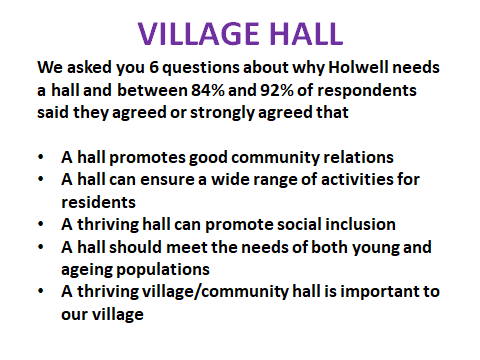 VILLAGE HALL
We asked you 6 questions about why Holwell needs
a hall and between 84% and 92% of respondents
said they agreed or strongly agreed that
• A hall promotes good community relations
• A hall can ensure a wide range of activities for
residents
• A thriving hall can promote social inclusion
• A hall should meet the needs of both young and
ageing populations
• A thriving village/community hall is important to
our village